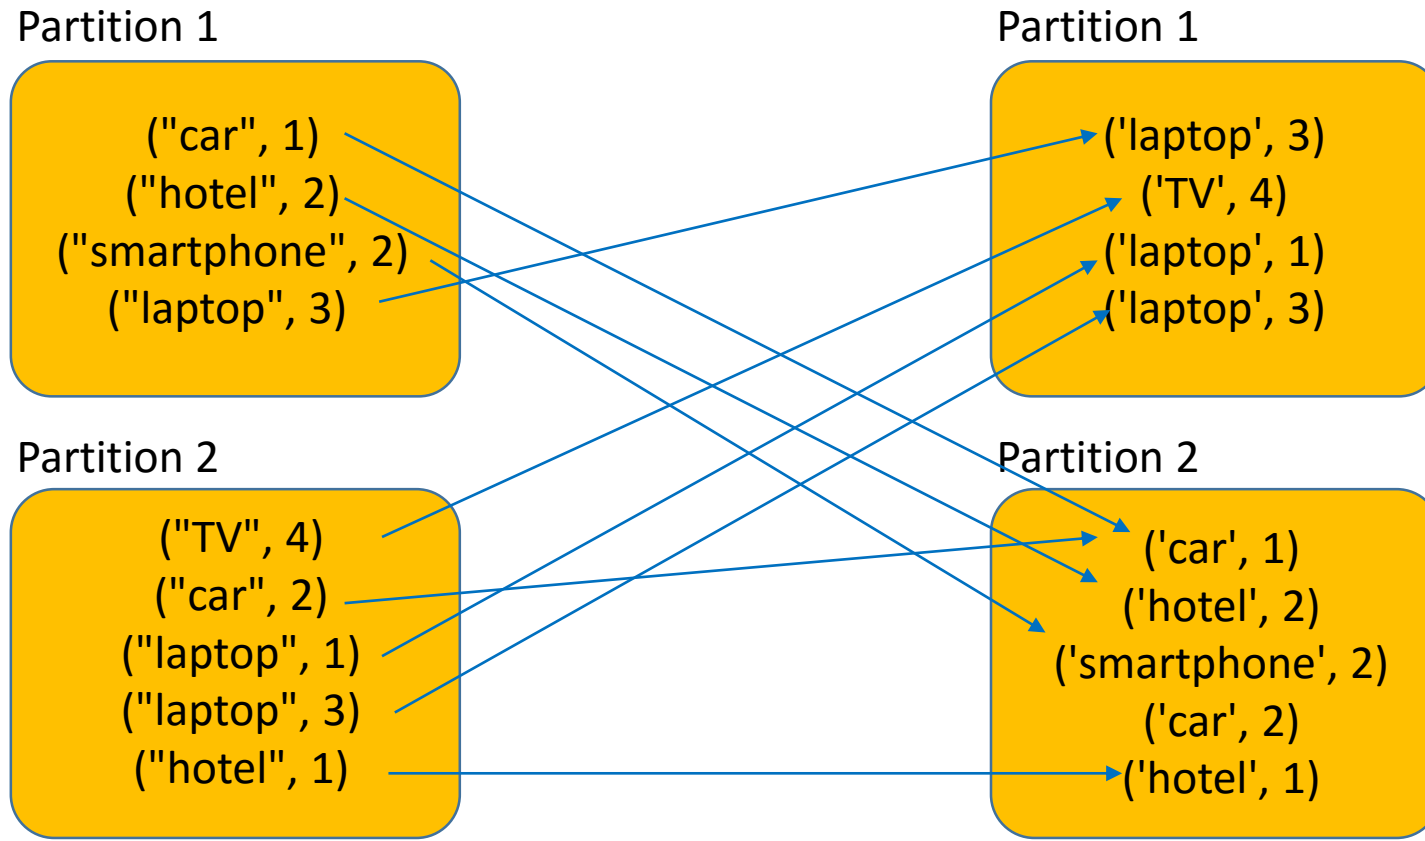 Partition 1
("car", 1)
("hotel", 2)
("smartphone", 2)
("laptop", 3)
Partition 2
("TV", 4)
("car", 2)
("laptop", 1)
("laptop", 3)
("hotel", 1)
Partition 1
('laptop', 3)
('TV', 4)
('laptop', 1)
('laptop', 3)
Partition 2
('car', 1)
('hotel', 2)
('smartphone', 2)
('car', 2)
('hotel', 1)